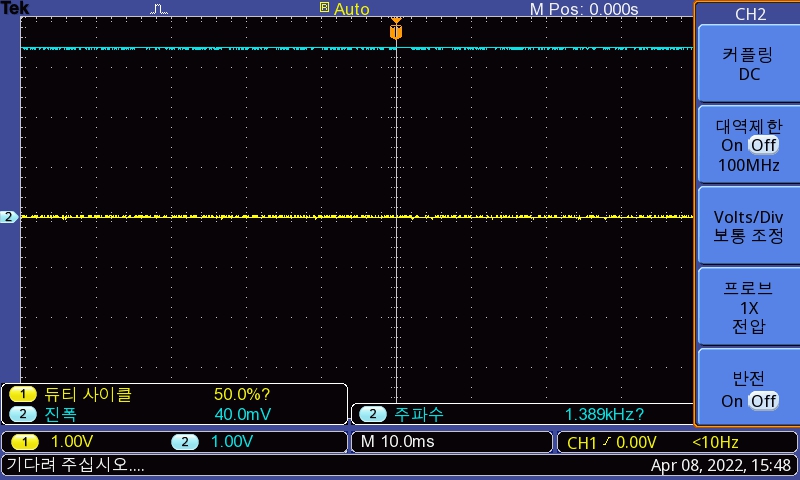 Tek R Auto M Pos: 0.000s CH2
T
커플링
DC
대역제한
On Off
100MHz
2
Volts/Div
보통 조정
프로브
1X
전압
반전
On Off
1 듀티 사이클 50.0%?
2 진폭 40.0mV
2 주파수 1.389kHz?
1 1.00V 2 1.00V M 10.0ms CH1 0.00V <10Hz
기다려 주십시오.... Apr 08, 2022, 15:48